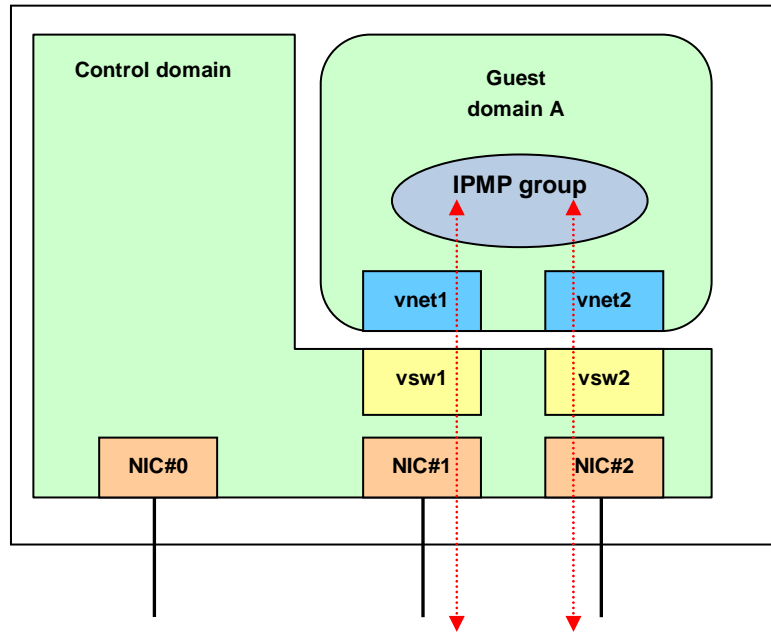 Control domain
Guest
domain A
IPMP group
vnet1
vnet2
vsw1
vsw2
NIC#0
NIC#1
NIC#2